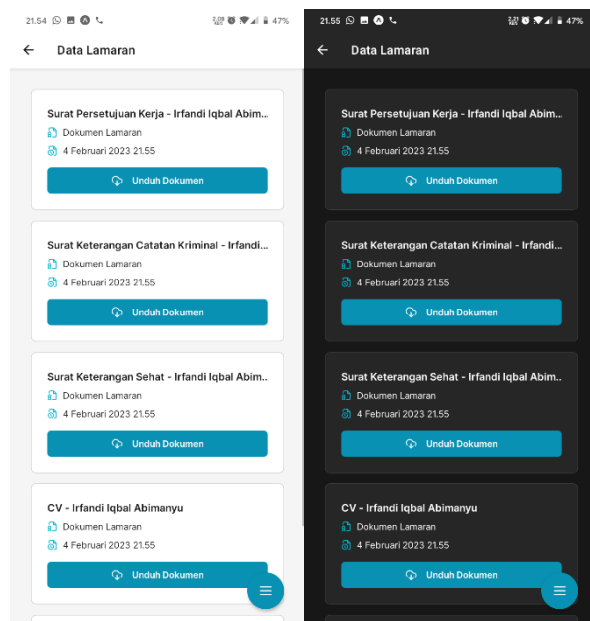 21.54
47%
Data Lamaran
Surat Persetujuan Kerja - Irfandi Iqbal Abim...
Dokumen Lamaran
4 Februari 2023 21.55
Unduh Dokumen
Surat Keterangan Catatan Kriminal - Irfandi...
Dokumen Lamaran
4 Februari 2023 21.55
Unduh Dokumen
Surat Keterangan Sehat - Irfandi Iqbal Abim..
Dokumen Lamaran
4 Februari 2023 21.55
Unduh Dokumen
CV - Irfandi Iqbal Abimanyu
Dokumen Lamaran
4 Februari 2023 21.55
Unduh Dokumen
21.55
47%
Data Lamaran
Surat Persetujuan Kerja - Irfandi Iqbal Abim...
Dokumen Lamaran
4 Februari 2023 21.55
Unduh Dokumen
Surat Keterangan Catatan Kriminal - Irfandi...
Dokumen Lamaran
4 Februari 2023 21.55
Unduh Dokumen
Surat Keterangan Sehat - Irfandi Iqbal Abim..
Dokumen Lamaran
4 Februari 2023 21.55
Unduh Dokumen
CV - Irfandi Iqbal Abimanyu
Dokumen Lamaran
4 Februari 2023 21.55
Unduh Dokumen